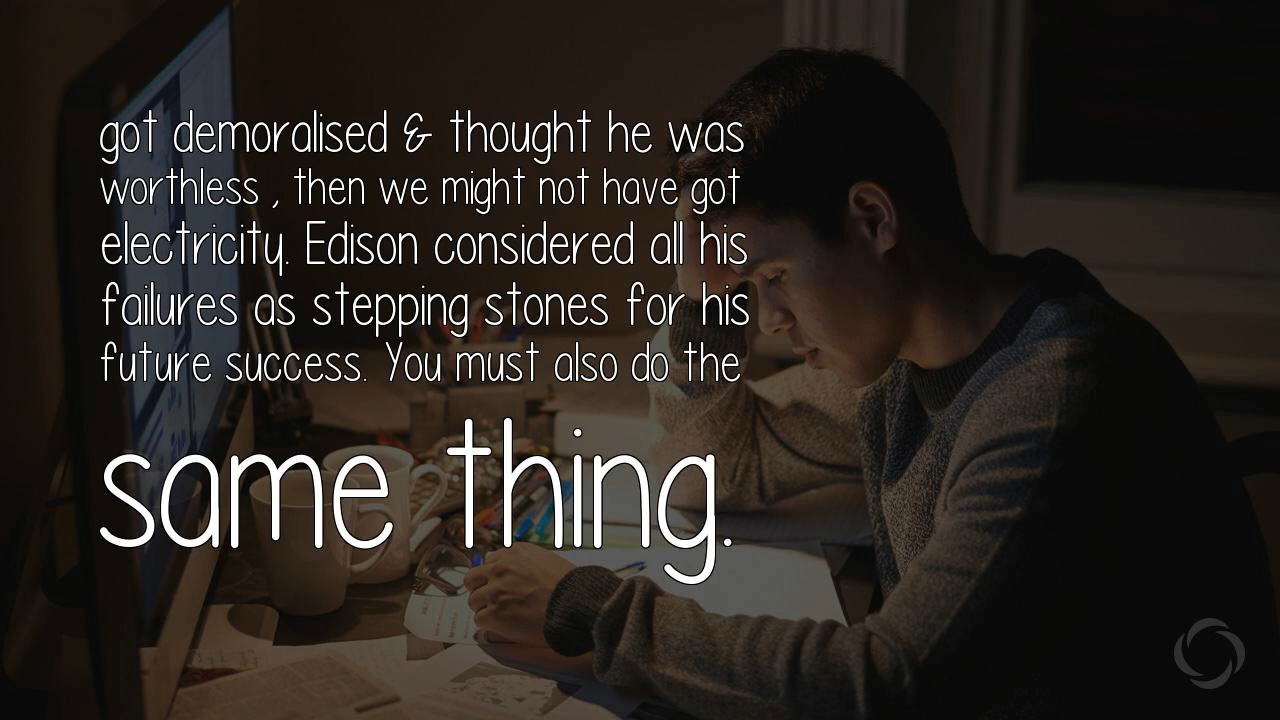 got demoralised & thought he was
worthless , then we might not have got
electricity. Edison considered all his
failures as stepping stones for his
future success. You must also do the
same thing.